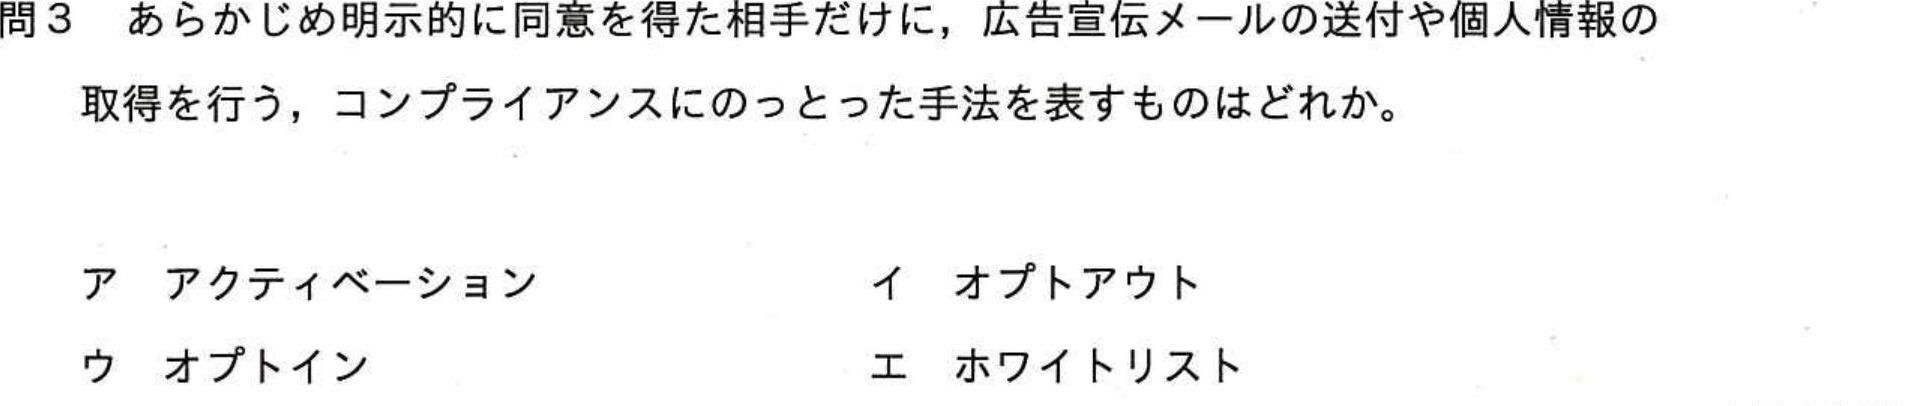 問３　あらかじめ明示的に同意を得た相手だけに，広告宣伝メールの送付や個人情報の
取得を行う，コンプライアンスにのっとった手法を表すものはどれか。
ア　アクティベーション　イ　オプトアウト
ウ　オプトイン　エ　ホワイトリスト